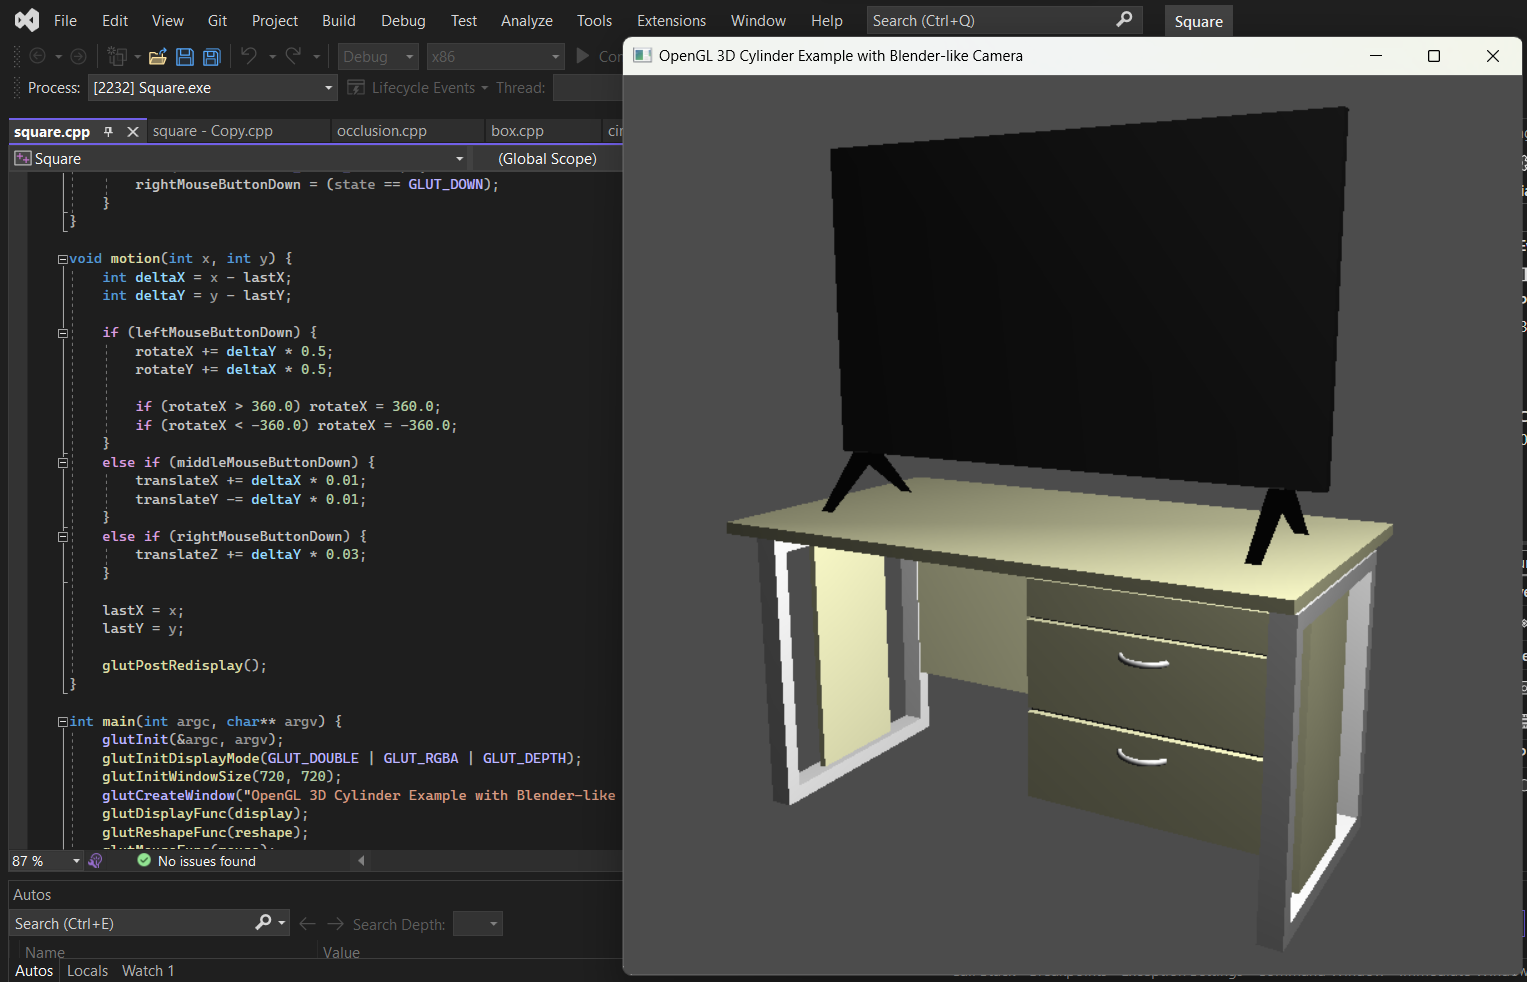 File Edit View Git Project Build Debug Test Analyze Tools Extensions Window Help Search (Ctrl+Q) Square
Debug x86
Process: [2232] Square.exe Lifecycle Events Thread:
OpenGL 3D Cylinder Example with Blender-like Camera
square.cpp square - Copy.cpp occlusion.cpp box.cpp
Square (Global Scope)
rightMouseButtonDown = (state == GLUT_DOWN);
}
}
void motion(int x, int y) {
int deltaX = x - lastX;
int deltaY = y - lastY;
if (leftMouseButtonDown) {
rotateX += deltaY * 0.5;
rotateY += deltaX * 0.5;
if (rotateX > 360.0) rotateX = 360.0;
if (rotateX < -360.0) rotateX = -360.0;
}
else if (middleMouseButtonDown) {
translateX += deltaX * 0.01;
translateY -= deltaY * 0.01;
}
else if (rightMouseButtonDown) {
translateZ += deltaY * 0.03;
}
lastX = x;
lastY = y;
glutPostRedisplay();
}
int main(int argc, char** argv) {
glutInit(&argc, argv);
glutInitDisplayMode(GLUT_DOUBLE | GLUT_RGBA | GLUT_DEPTH);
glutInitWindowSize(720, 720);
glutCreateWindow("OpenGL 3D Cylinder Example with Blender-like
glutDisplayFunc(display);
glutReshapeFunc(reshape);
87 % No issues found
Autos
Search (Ctrl+E) Search Depth:
Name Value
Autos Locals Watch 1